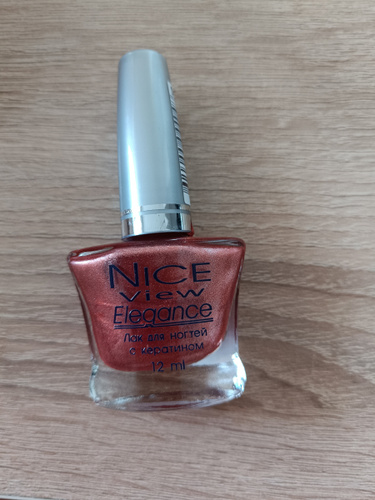 NICE
View
Elegance
Лак для ногтей
с кератином
12 ml